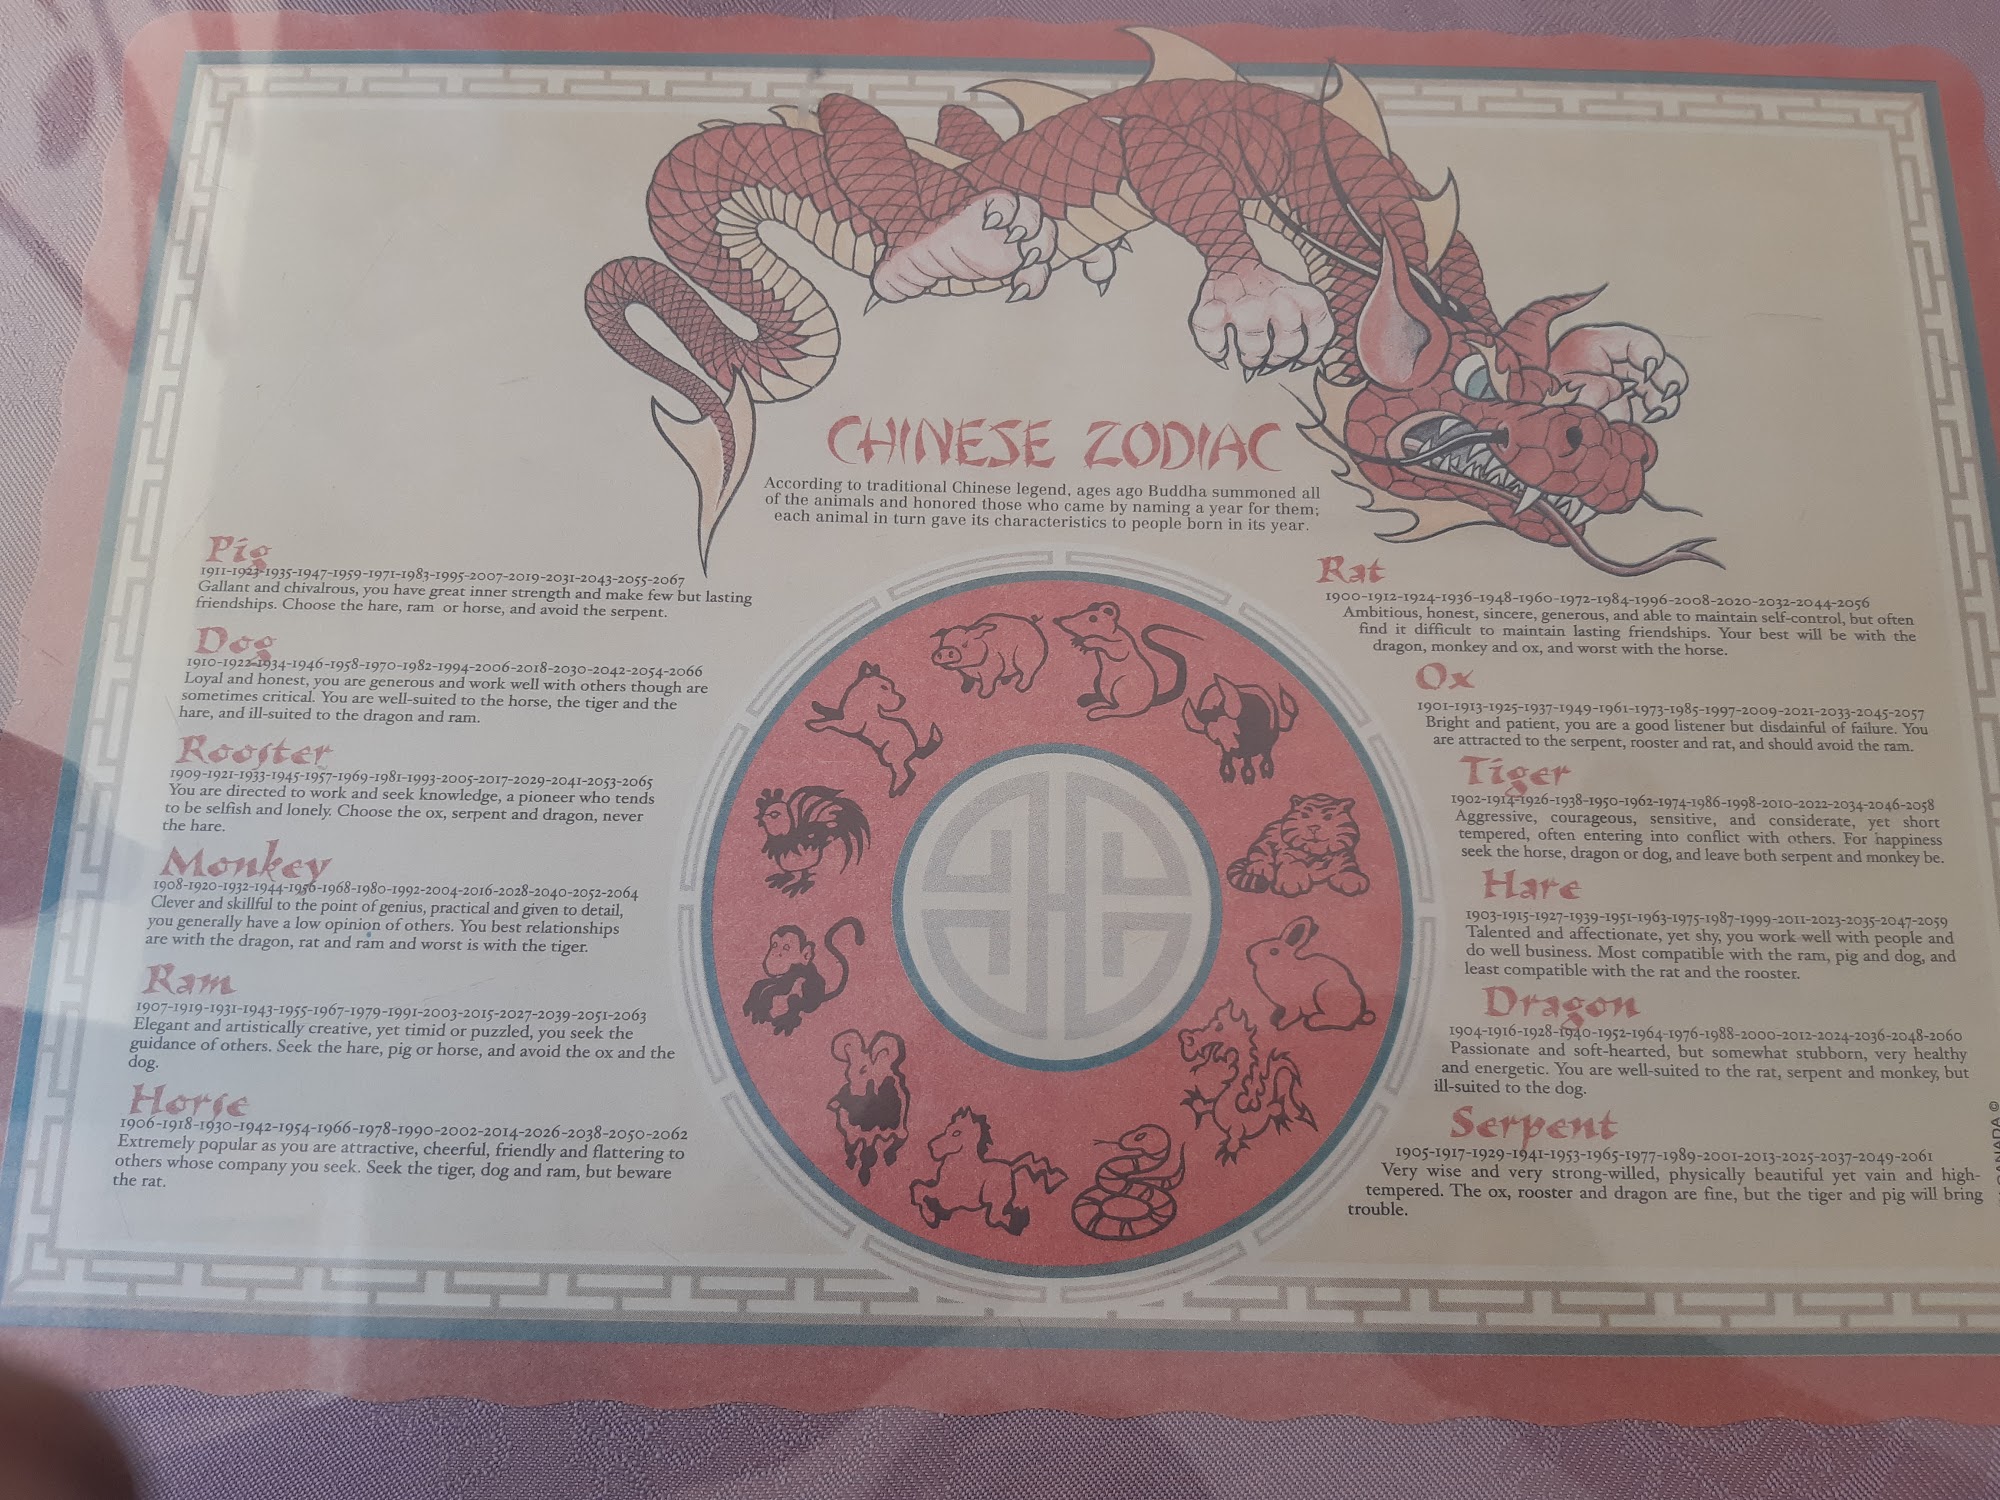 CHINESE ZODIAC
According to traditional Chinese legend, ages ago Buddha summoned all
of the animals and honored those who came by naming a year for them;
each animal in turn gave its characteristics to people born in its year.
Pig
1911-1923-1935-1947-1959-1971-1983-1995-2007-2019-2031-2043-2055-2067
Gallant and chivalrous, you have great inner strength and make few but lasting
friendships. Choose the hare, ram or horse, and avoid the serpent.
Dog
1910-1922-1934-1946-1958-1970-1982-1994-2006-2018-2030-2042-2054-2066
Loyal and honest, you are generous and work well with others though are
sometimes critical. You are well-suited to the horse, the tiger and the
hare, and ill-suited to the dragon and ram.
Rooster
1909-1921-1933-1945-1957-1969-1981-1993-2005-2017-2029-2041-2053-2065
You are directed to work and seek knowledge, a pioneer who tends
to be selfish and lonely. Choose the ox, serpent and dragon, never
the hare.
Monkey
1908-1920-1932-1944-1956-1968-1980-1992-2004-2016-2028-2040-2052-2064
Clever and skillful to the point of genius, practical and given to detail,
you generally have a low opinion of others. You best relationships
are with the dragon, rat and ram and worst is with the tiger.
Ram
1907-1919-1931-1943-1955-1967-1979-1991-2003-2015-2027-2039-2051-2063
Elegant and artistically creative, yet timid or puzzled, you seek the
guidance of others. Seek the hare, pig or horse, and avoid the ox and the
dog.
Horse
1906-1918-1930-1942-1954-1966-1978-1990-2002-2014-2026-2038-2050-2062
Extremely popular as you are attractive, cheerful, friendly and flattering to
others whose company you seek. Seek the tiger, dog and ram, but beware
the rat.
Rat
1900-1912-1924-1936-1948-1960-1972-1984-1996-2008-2020-2032-2044-2056
Ambitious, honest, sincere, generous, and able to maintain self-control, but often
find it difficult to maintain lasting friendships. Your best will be with the
dragon, monkey and ox, and worst with the horse.
Ox
1901-1913-1925-1937-1949-1961-1973-1985-1997-2009-2021-2033-2045-2057
Bright and patient, you are a good listener but disdainful of failure. You
are attracted to the serpent, rooster and rat, and should avoid the ram.
Tiger
1902-1914-1926-1938-1950-1962-1974-1986-1998-2010-2022-2034-2046-2058
Aggressive, courageous, sensitive, and considerate, yet short
tempered, often entering into conflict with others. For happiness
seek the horse, dragon or dog, and leave both serpent and monkey be.
Hare
1903-1915-1927-1939-1951-1963-1975-1987-1999-2011-2023-2035-2047-2059
Talented and affectionate, yet shy, you work well with people and
do well business. Most compatible with the ram, pig and dog, and
least compatible with the rat and the rooster.
Dragon
1904-1916-1928-1940-1952-1964-1976-1988-2000-2012-2024-2036-2048-2060
Passionate and soft-hearted, but somewhat stubborn, very healthy
and energetic. You are well-suited to the rat, serpent and monkey, but
ill-suited to the dog.
Serpent
1905-1917-1929-1941-1953-1965-1977-1989-2001-2013-2025-2037-2049-2061
Very wise and very strong-willed, physically beautiful yet vain and high-
tempered. The ox, rooster and dragon are fine, but the tiger and pig will bring
trouble.
CANADA ©